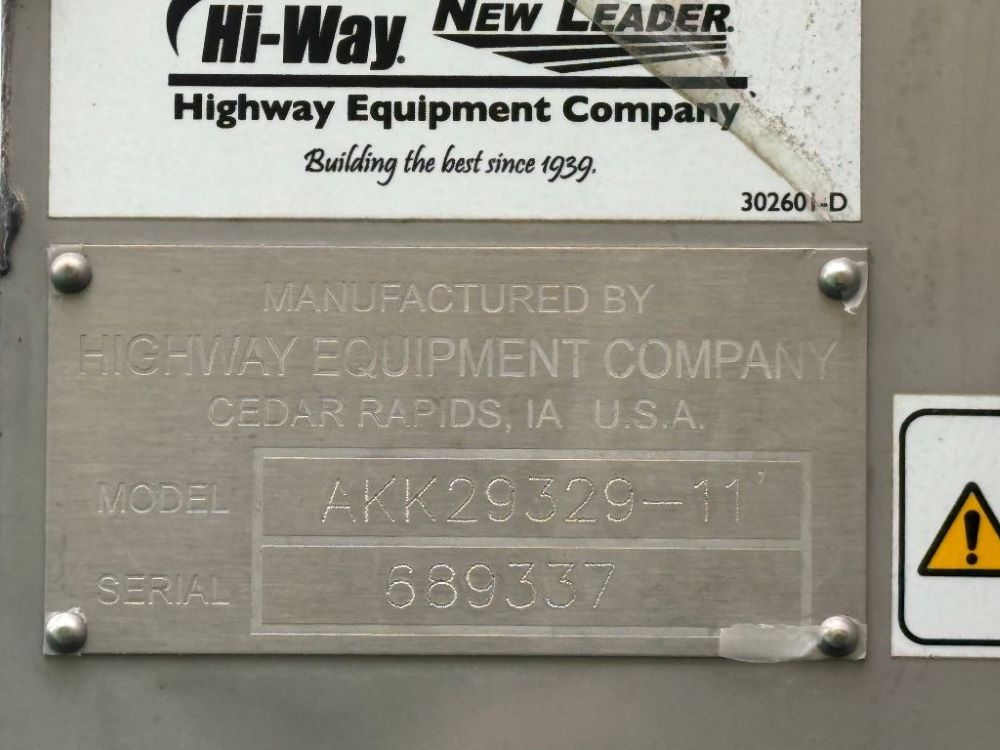 Hi-Way. NEW LEADER.
Highway Equipment Company
Building the best since 1939.
302601-D
MANUFACTURED BY
HIGHWAY EQUIPMENT COMPANY
CEDAR RAPIDS, IA U.S.A.
MODEL AKK29329-11'
SERIAL 689337